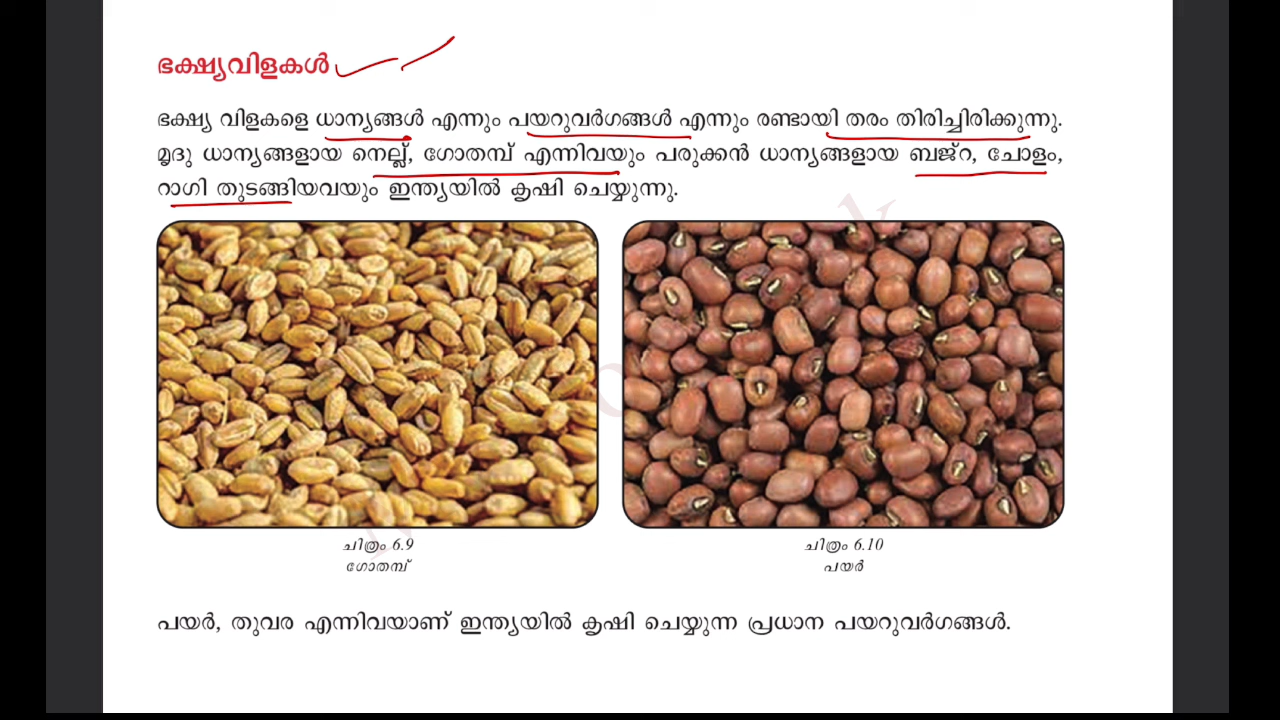 ഭക്ഷ്യവിളകൾ
ഭക്ഷ്യ വിളകളെ ധാന്യങ്ങൾ എന്നും പയറുവർഗങ്ങൾ എന്നും രണ്ടായി തരം തിരിച്ചിരിക്കുന്നു.
മൃദു ധാന്യങ്ങളായ നെല്ല്, ഗോതമ്പ് എന്നിവയും പരുക്കൻ ധാന്യങ്ങളായ ബജ്റ, ചോളം,
റാഗി തുടങ്ങിയവയും ഇന്ത്യയിൽ കൃഷി ചെയ്യുന്നു.
ചിത്രം 6.9
ഗോതമ്പ്
ചിത്രം 6.10
പയർ
പയർ, തുവര എന്നിവയാണ് ഇന്ത്യയിൽ കൃഷി ചെയ്യുന്ന പ്രധാന പയറുവർഗങ്ങൾ.